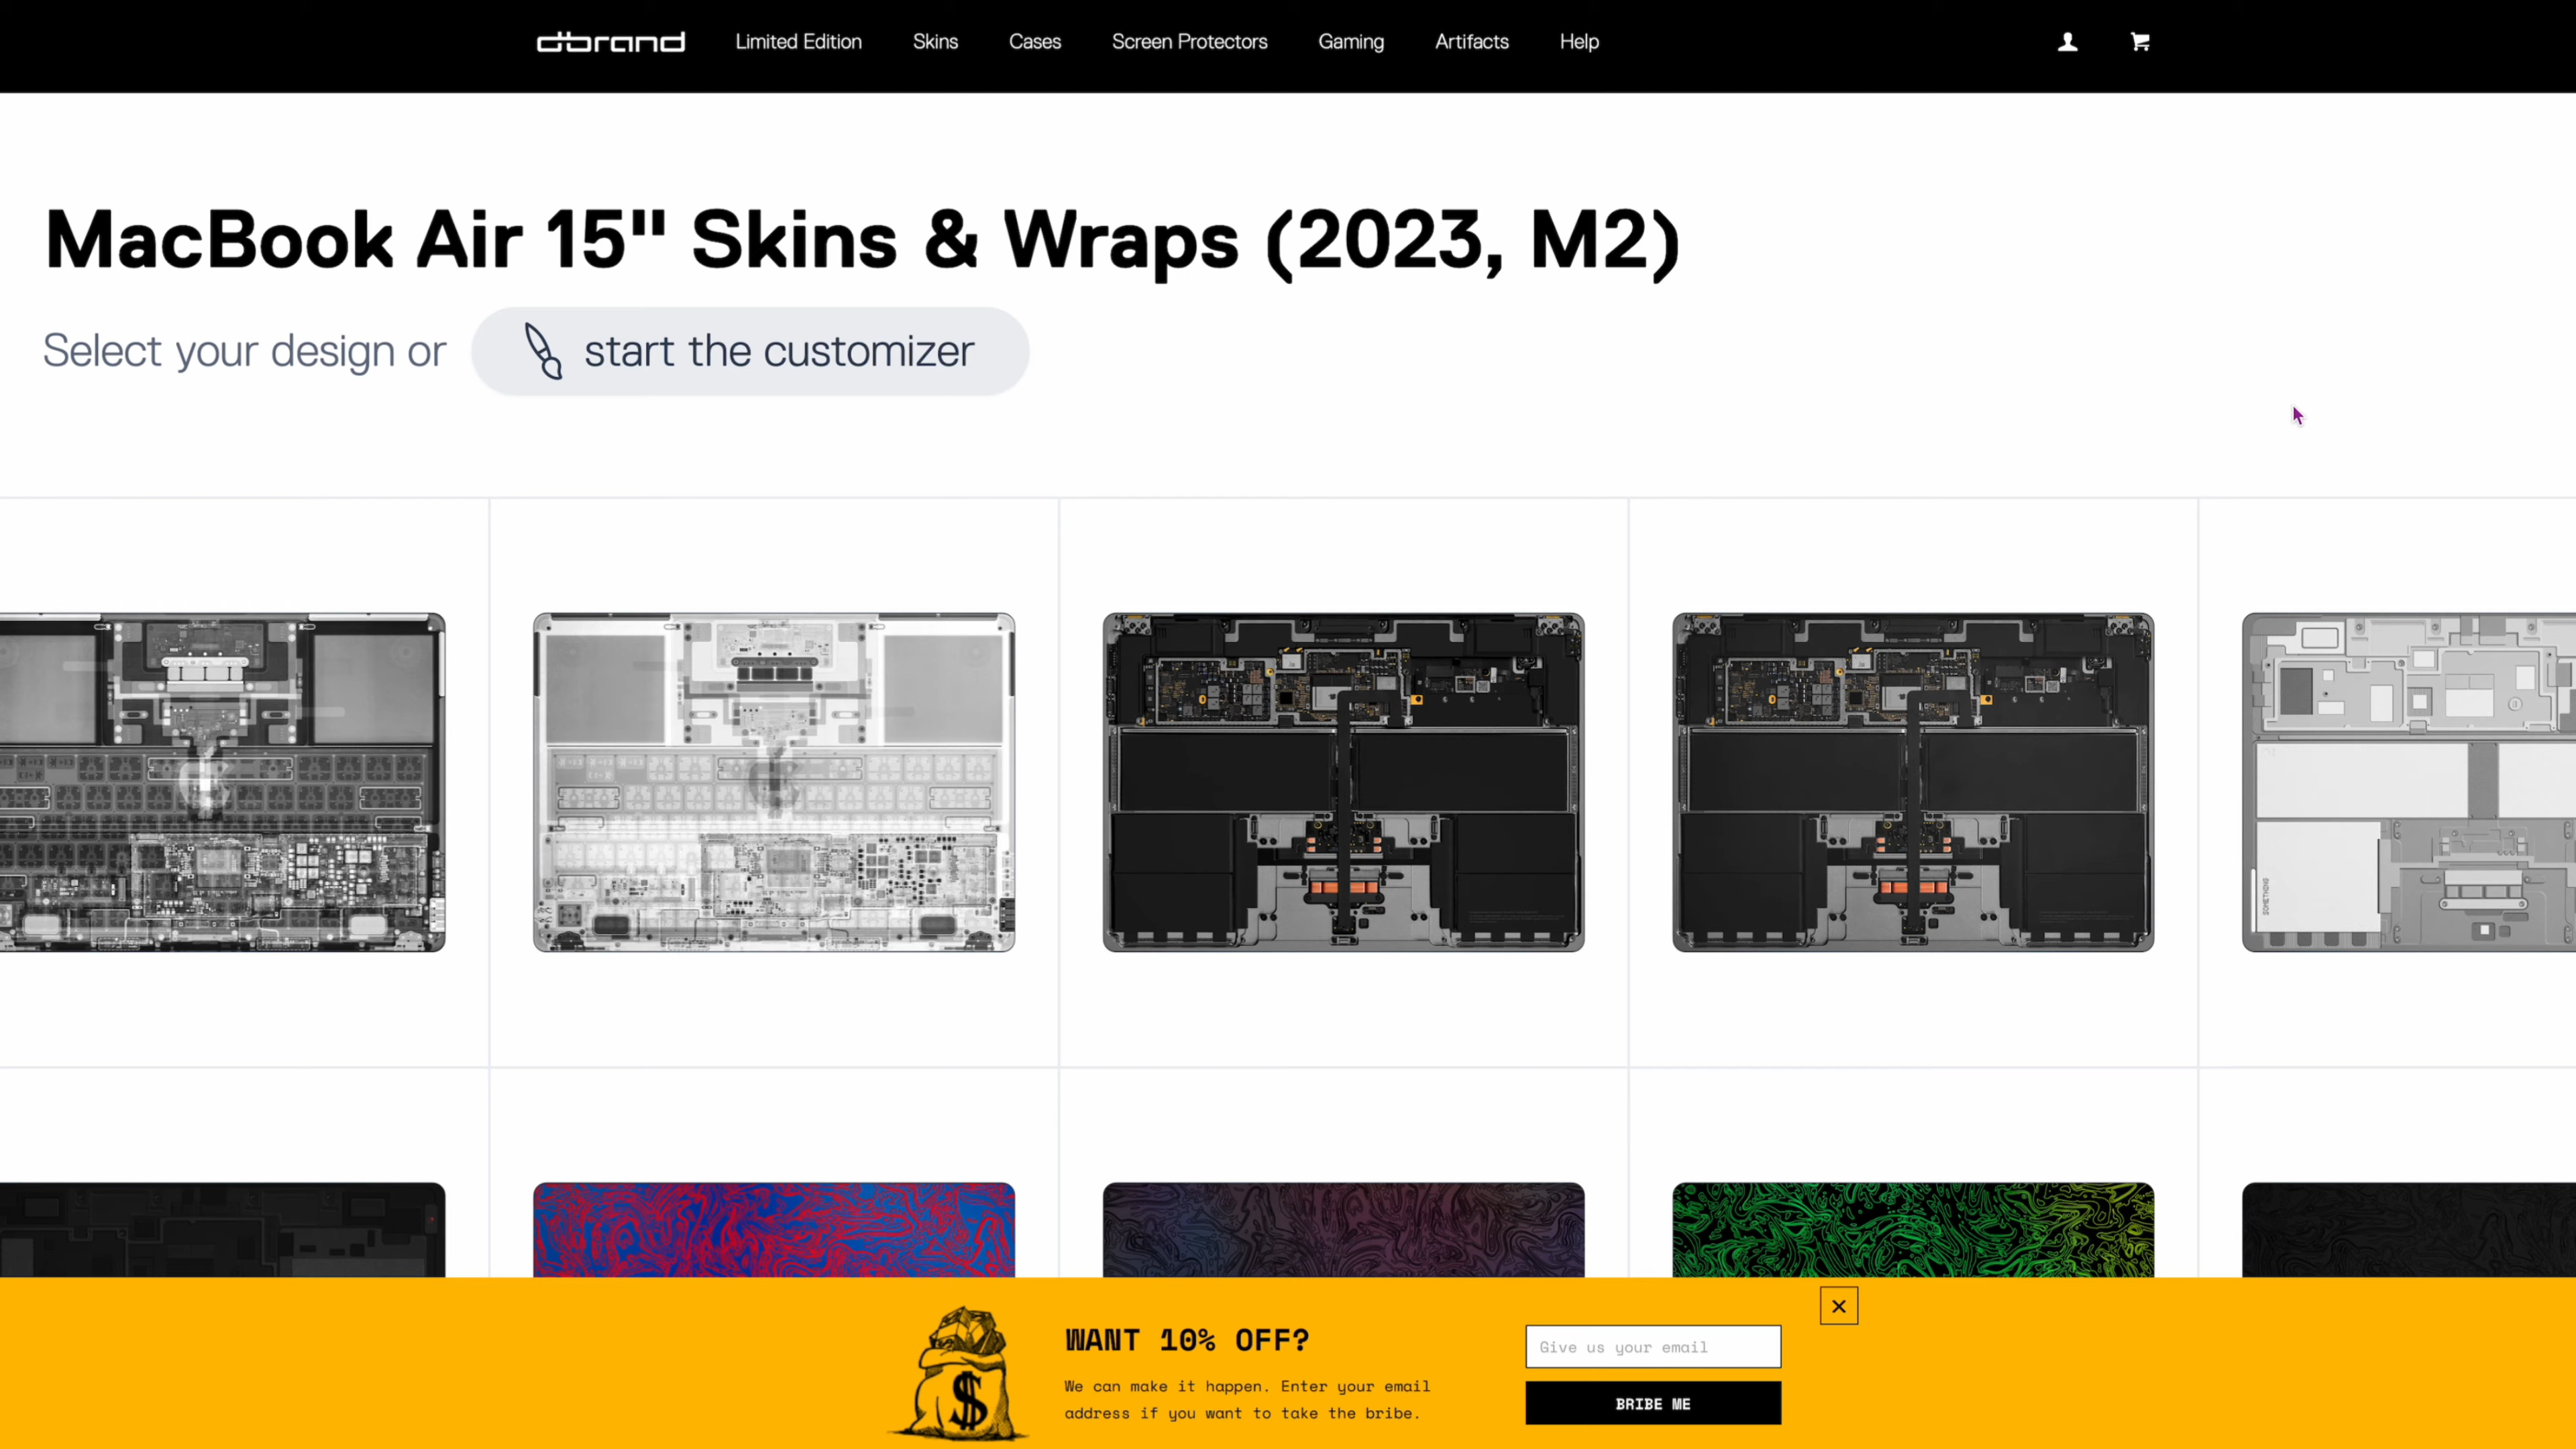 dbrand
Limited Edition
Skins
Cases
Screen Protectors
Gaming
Artifacts
Help
MacBook Air 15" Skins & Wraps (2023, M2)
Select your design or
start the customizer
SOMETHING
WANT 10% OFF?
We can make it happen. Enter your email
address if you want to take the bribe.
Give us your email
BRIBE ME